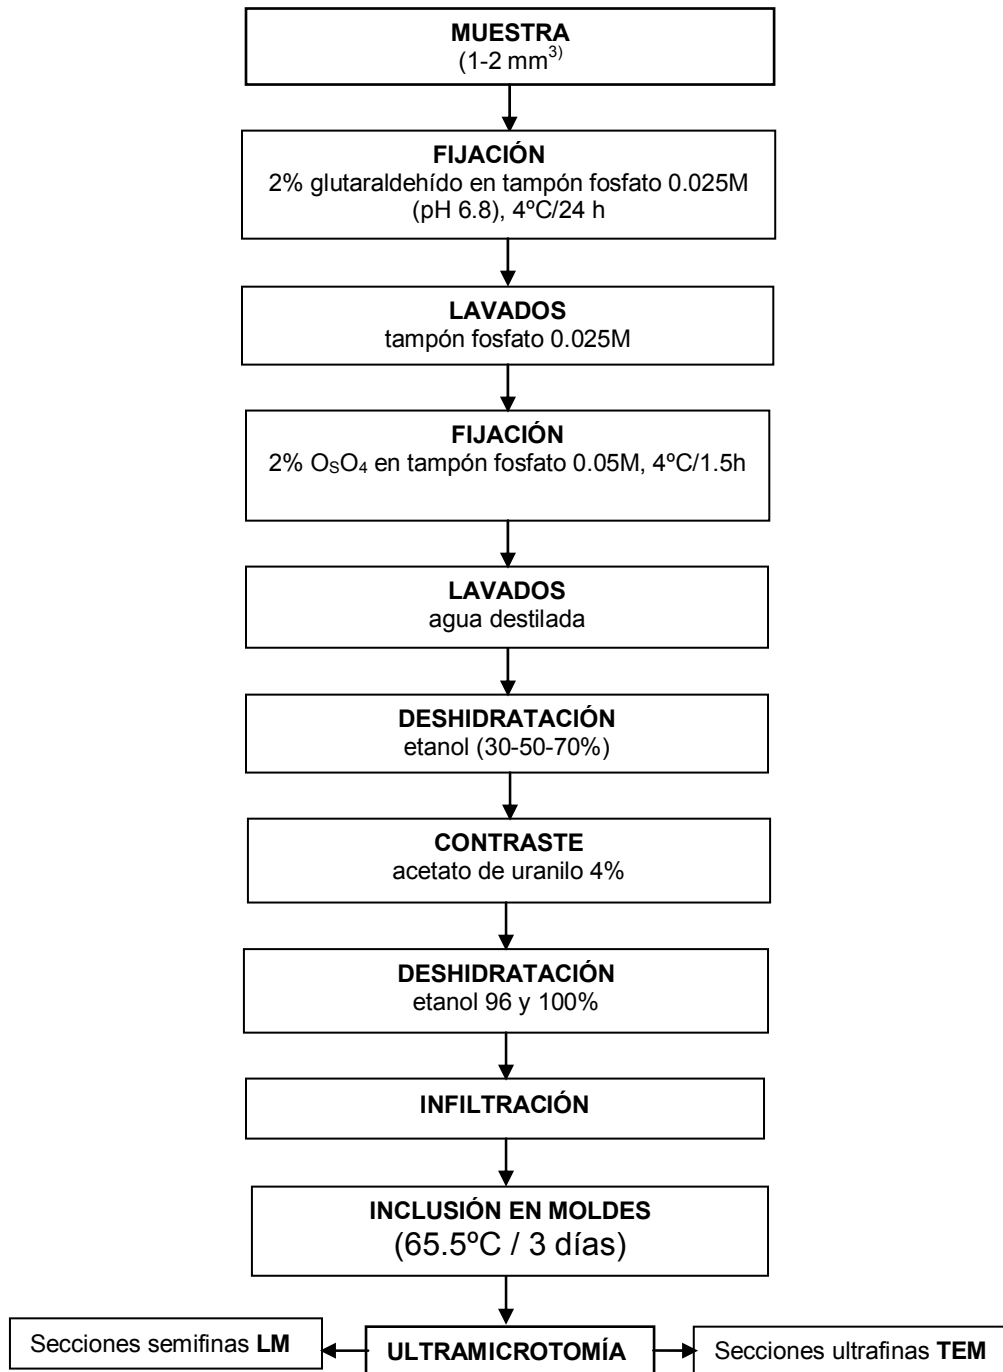 MUESTRA
(1-2 mm³⁾
FIJACIÓN
2% glutaraldehído en tampón fosfato 0.025M
(pH 6.8), 4ºC/24 h
LAVADOS
tampón fosfato 0.025M
FIJACIÓN
2% OₛO₄ en tampón fosfato 0.05M, 4ºC/1.5h
LAVADOS
agua destilada
DESHIDRATACIÓN
etanol (30-50-70%)
CONTRASTE
acetato de uranilo 4%
DESHIDRATACIÓN
etanol 96 y 100%
INFILTRACIÓN
INCLUSIÓN EN MOLDES
(65.5ºC / 3 días)
Secciones semifinas LM
ULTRAMICROTOMÍA
Secciones ultrafinas TEM